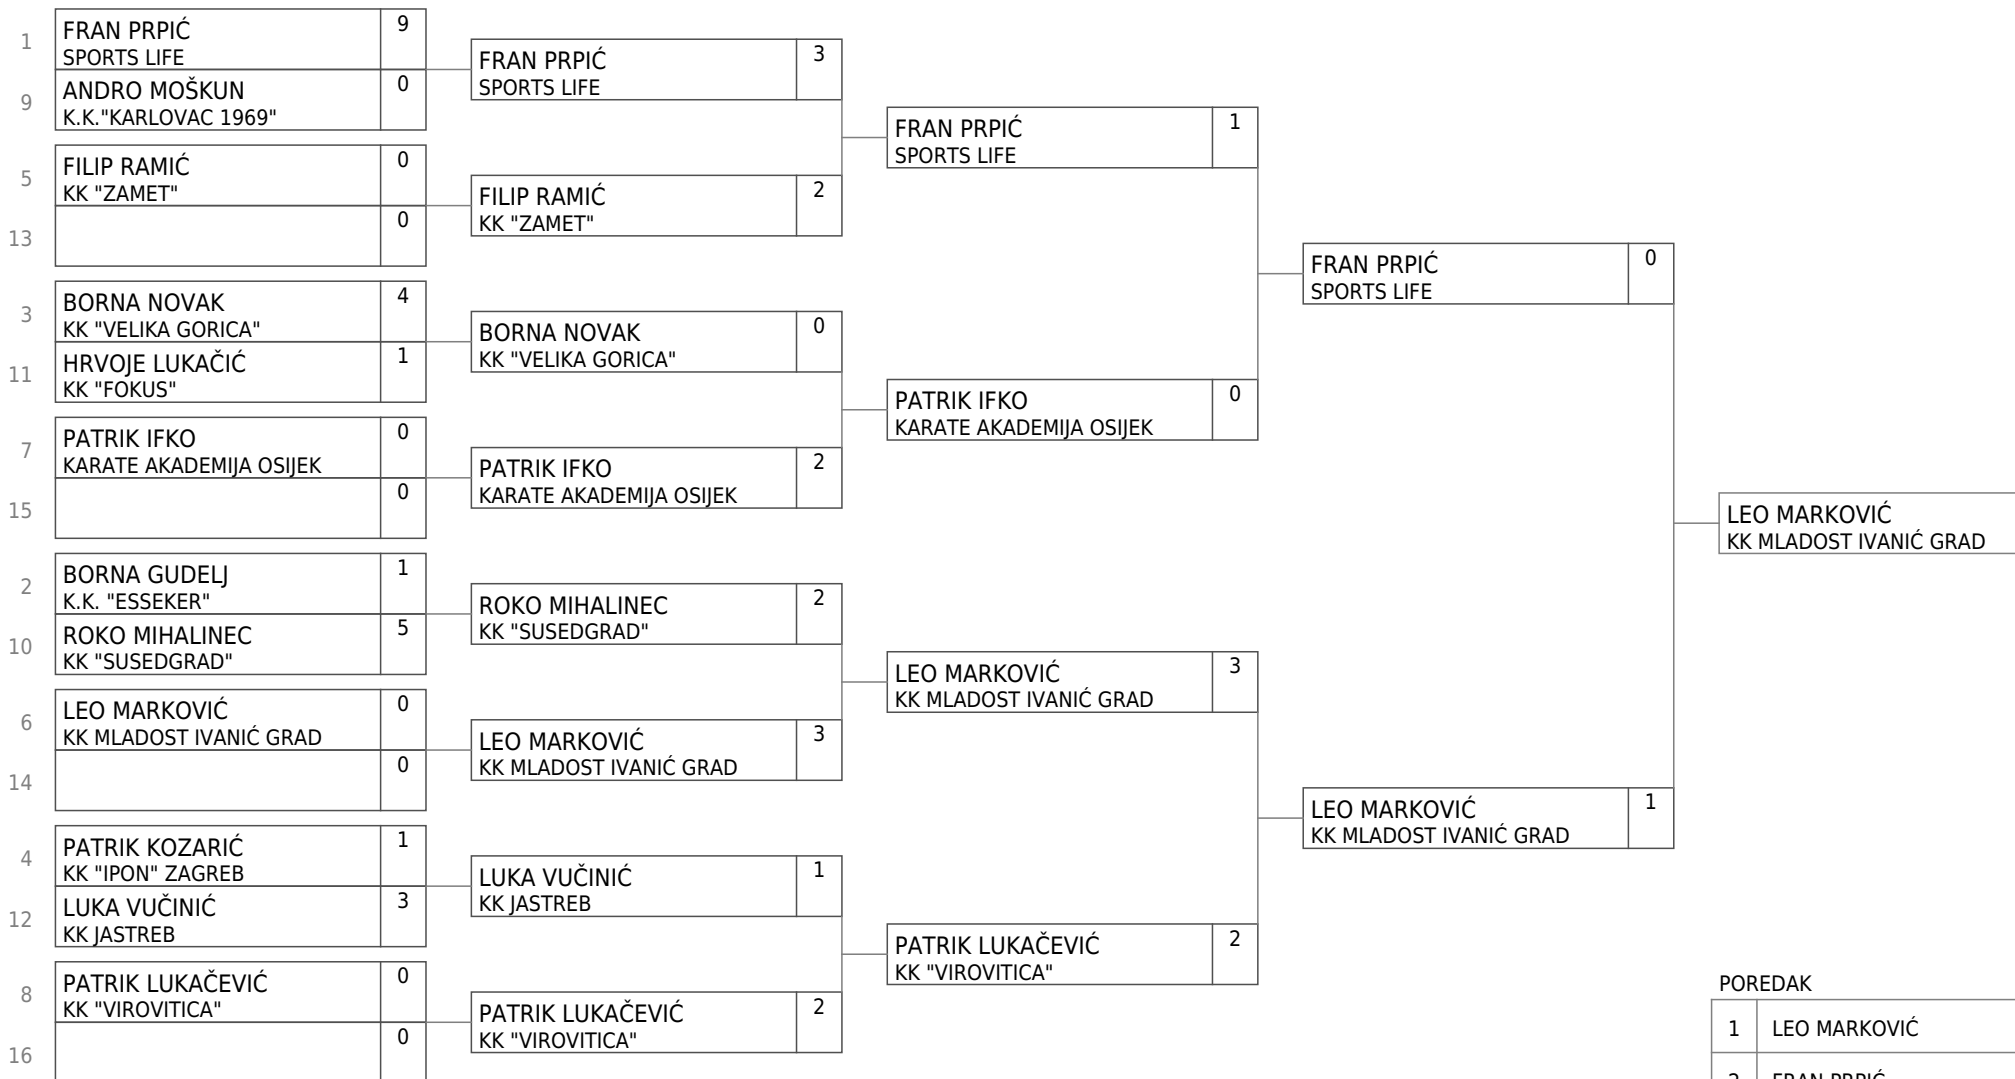 1
FRAN PRPIĆ
SPORTS LIFE
9
9
ANDRO MOŠKUN
K.K."KARLOVAC 1969"
0
5
FILIP RAMIĆ
KK "ZAMET"
0
13
0
3
BORNA NOVAK
KK "VELIKA GORICA"
4
11
HRVOJE LUKAČIĆ
KK "FOKUS"
1
7
PATRIK IFKO
KARATE AKADEMIJA OSIJEK
0
15
0
2
BORNA GUDELJ
K.K. "ESSEKER"
1
10
ROKO MIHALINEC
KK "SUSEDGRAD"
5
6
LEO MARKOVIĆ
KK MLADOST IVANIĆ GRAD
0
14
0
4
PATRIK KOZARIĆ
KK "IPON" ZAGREB
1
12
LUKA VUČINIĆ
KK JASTREB
3
8
PATRIK LUKAČEVIĆ
KK "VIROVITICA"
0
16
0
FRAN PRPIĆ
SPORTS LIFE
3
FILIP RAMIĆ
KK "ZAMET"
2
BORNA NOVAK
KK "VELIKA GORICA"
0
PATRIK IFKO
KARATE AKADEMIJA OSIJEK
2
ROKO MIHALINEC
KK "SUSEDGRAD"
2
LEO MARKOVIĆ
KK MLADOST IVANIĆ GRAD
3
LUKA VUČINIĆ
KK JASTREB
1
PATRIK LUKAČEVIĆ
KK "VIROVITICA"
2
FRAN PRPIĆ
SPORTS LIFE
1
PATRIK IFKO
KARATE AKADEMIJA OSIJEK
0
LEO MARKOVIĆ
KK MLADOST IVANIĆ GRAD
3
PATRIK LUKAČEVIĆ
KK "VIROVITICA"
2
FRAN PRPIĆ
SPORTS LIFE
0
LEO MARKOVIĆ
KK MLADOST IVANIĆ GRAD
1
LEO MARKOVIĆ
KK MLADOST IVANIĆ GRAD
POREDAK
1 LEO MARKOVIĆ
2 FRAN PRPIĆ